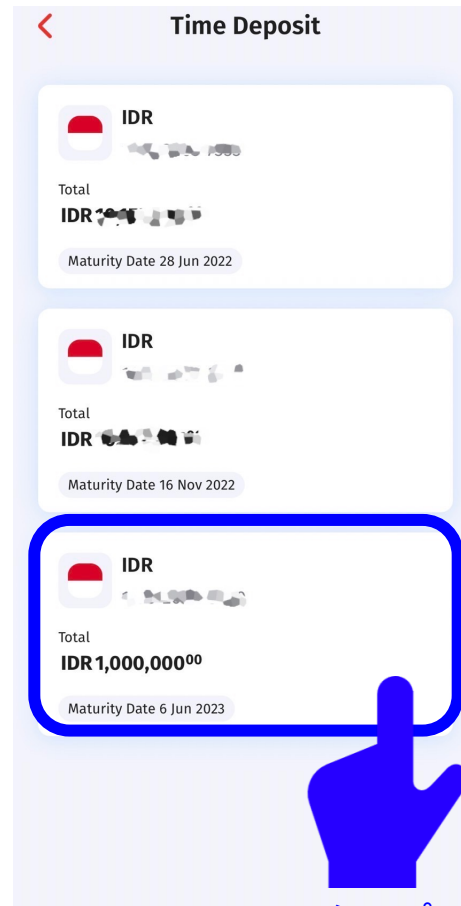 Time Deposit
IDR
Total
IDR
Maturity Date 28 Jun 2022
IDR
Total
IDR
Maturity Date 16 Nov 2022
IDR
Total
IDR 1,000,000⁰⁰
Maturity Date 6 Jun 2023